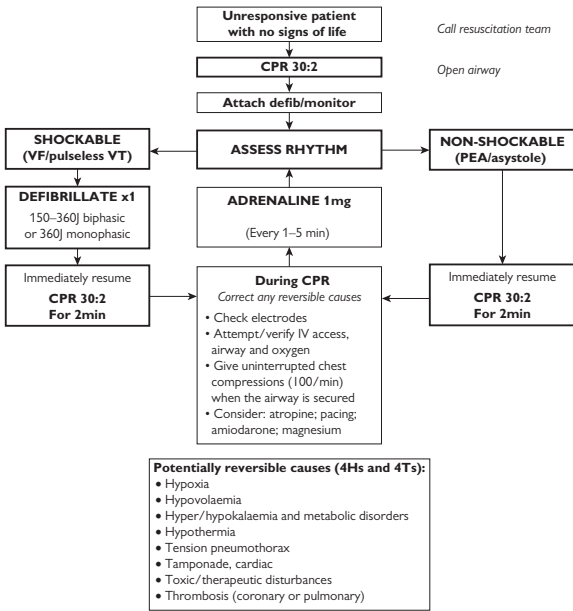 Unresponsive patient
with no signs of life
Call resuscitation team
CPR 30:2
Open airway
Attach defib/monitor
SHOCKABLE
(VF/pulseless VT)
ASSESS RHYTHM
NON-SHOCKABLE
(PEA/asystole)
DEFIBRILLATE x1
150–360J biphasic
or 360J monophasic
ADRENALINE 1mg
(Every 1–5 min)
Immediately resume
CPR 30:2
For 2min
During CPR
Correct any reversible causes
• Check electrodes
• Attempt/verify IV access,
airway and oxygen
• Give uninterrupted chest
compressions (100/min)
when the airway is secured
• Consider: atropine; pacing;
amiodarone; magnesium
Immediately resume
CPR 30:2
For 2min
Potentially reversible causes (4Hs and 4Ts):
• Hypoxia
• Hypovolaemia
• Hyper/hypokalaemia and metabolic disorders
• Hypothermia
• Tension pneumothorax
• Tamponade, cardiac
• Toxic/therapeutic disturbances
• Thrombosis (coronary or pulmonary)